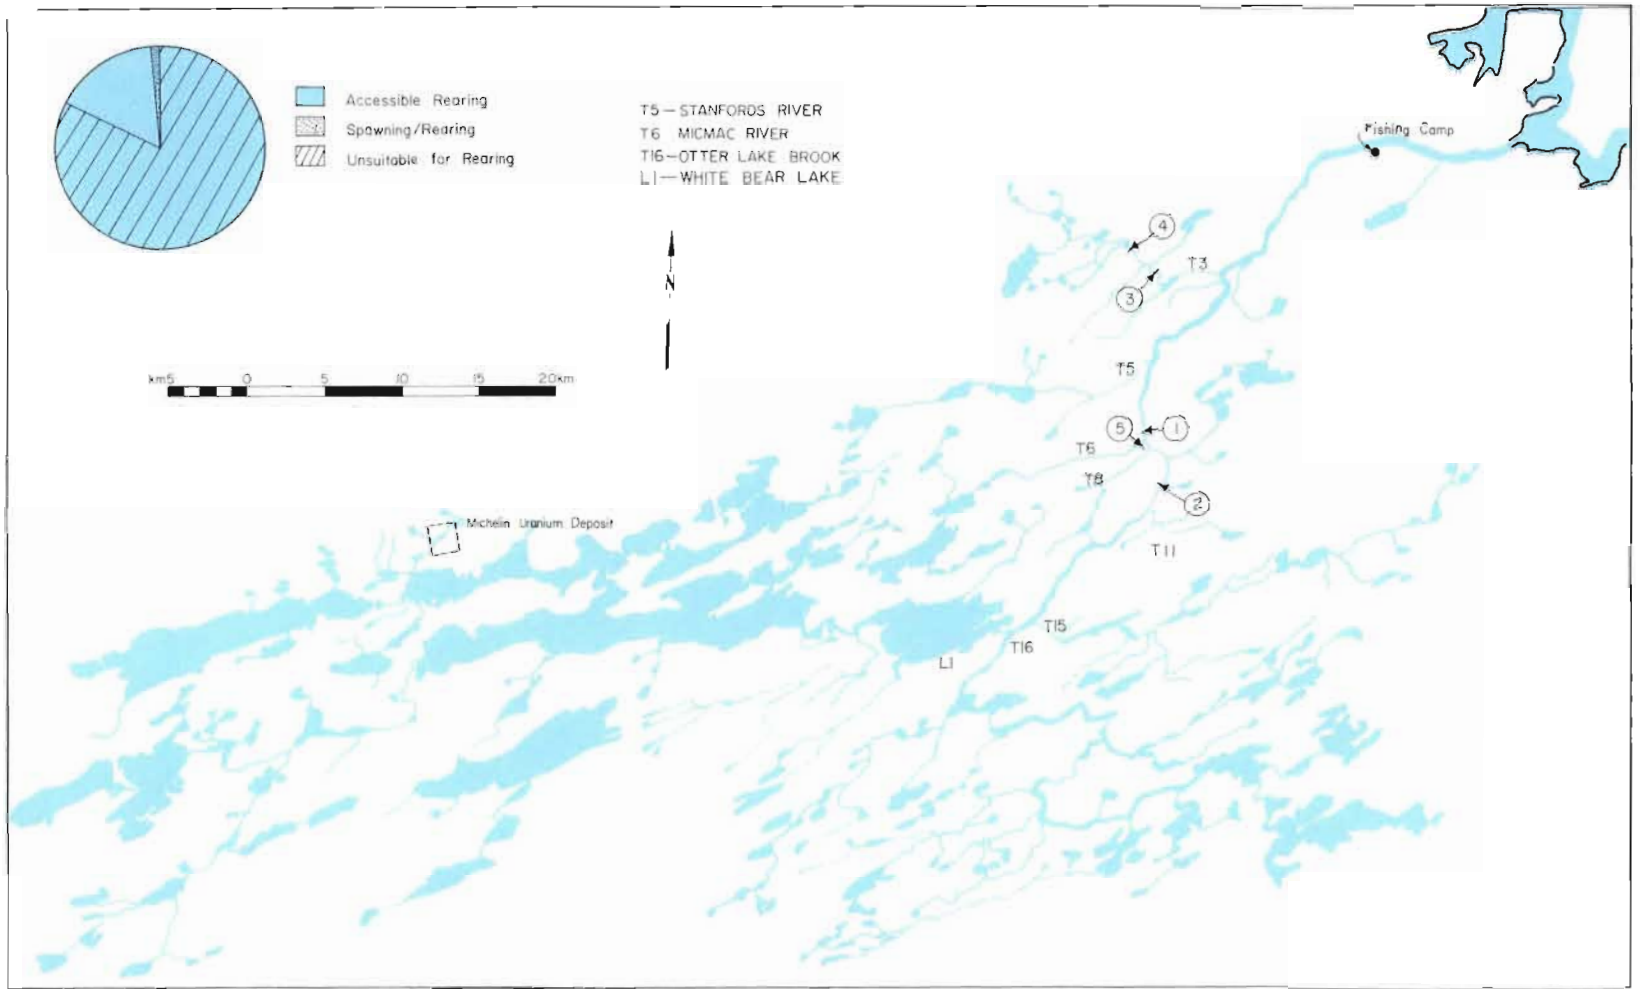 Accessible Rearing
Spawning/Rearing
Unsuitable for Rearing
T5—STANFORDS RIVER
T6 MICMAC RIVER
T16—OTTER LAKE BROOK
L1—WHITE BEAR LAKE
N
km5 0 5 10 15 20km
Fishing Camp
4
T3
3
T5
5
1
T6
T8
2
T11
Michelin Uranium Deposit
T15
T16
L1